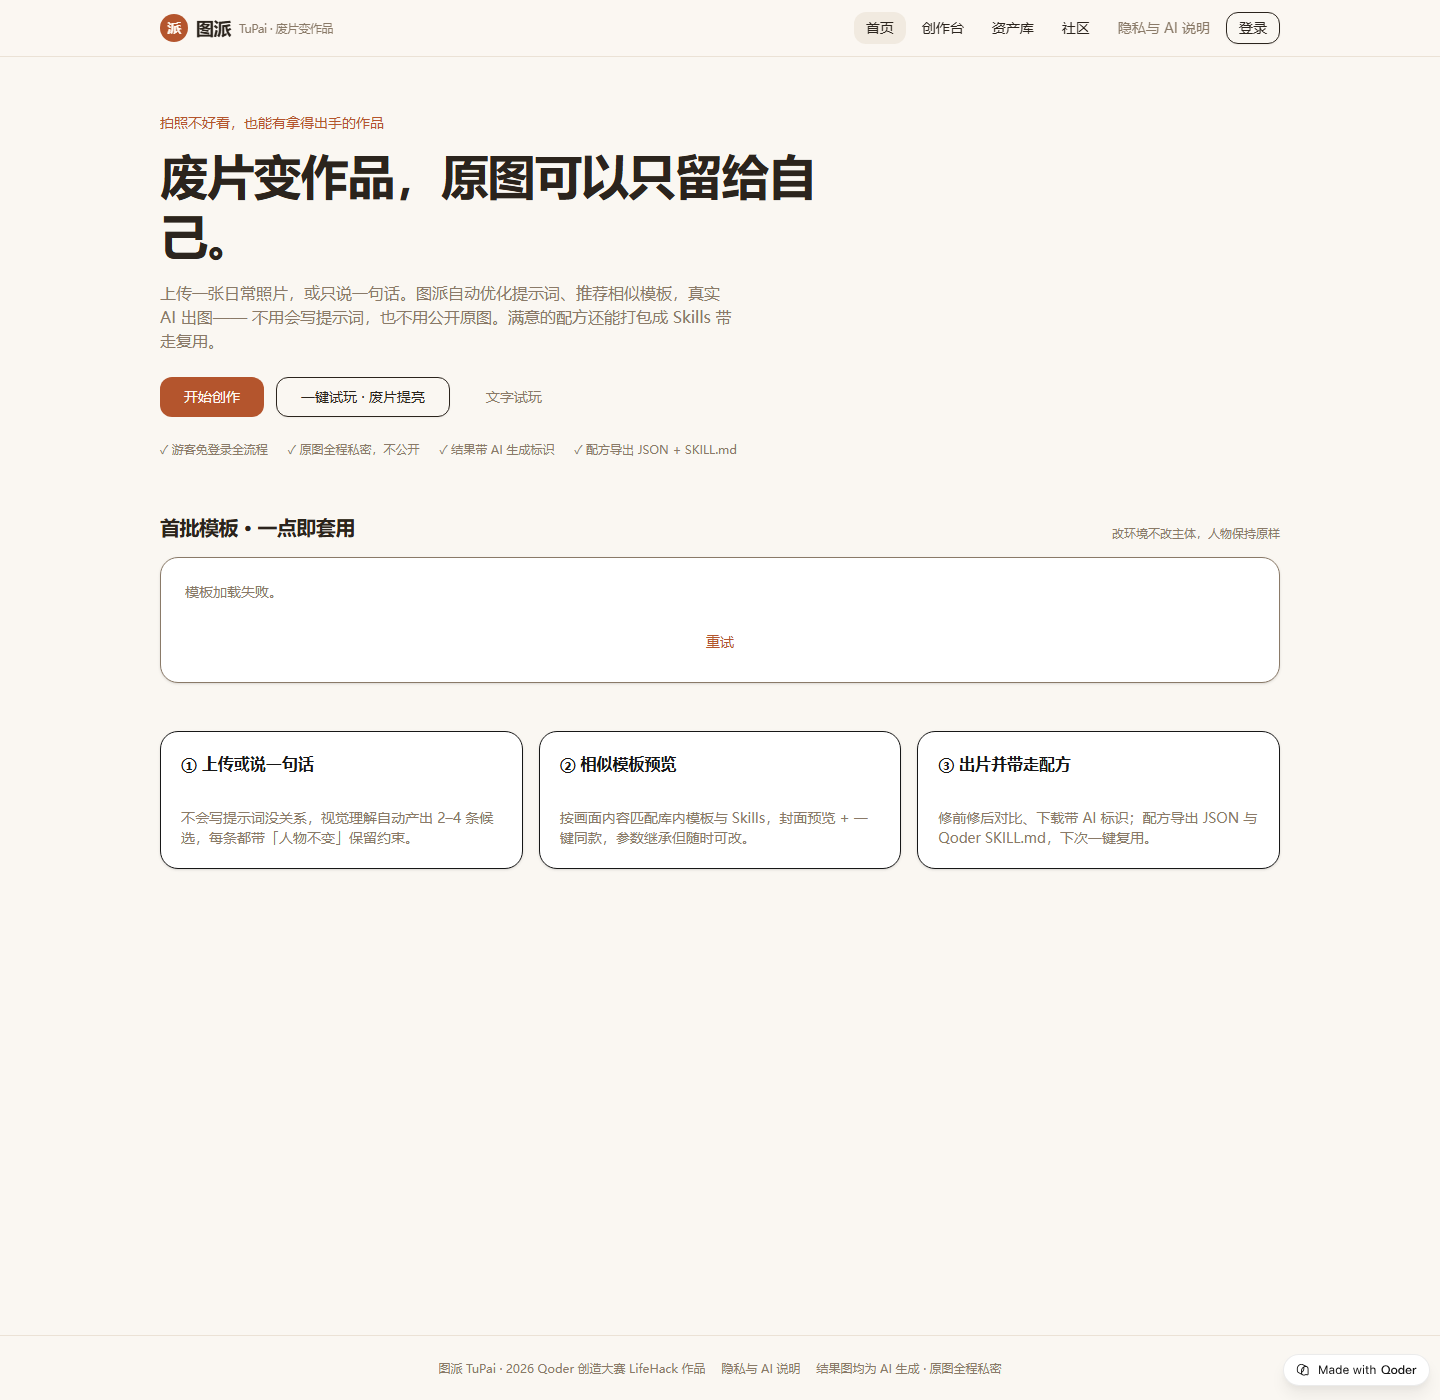 派 图派 TuPai · 废片变作品 首页 创作台 资产库 社区 隐私与 AI 说明 登录
拍照不好看，也能有拿得出手的作品
废片变作品，原图可以只留给自
己。
上传一张日常照片，或只说一句话。图派自动优化提示词、推荐相似模板，真实
AI 出图—— 不用会写提示词，也不用公开原图。满意的配方还能打包成 Skills 带
走复用。
开始创作 一键试玩 · 废片提亮 文字试玩
✓ 游客免登录全流程 ✓ 原图全程私密，不公开 ✓ 结果带 AI 生成标识 ✓ 配方导出 JSON + SKILL.md
首批模板 · 一点即套用 改环境不改主体，人物保持原样
模板加载失败。
重试
① 上传或说一句话
不会写提示词没关系，视觉理解自动产出 2–4 条候
选，每条都带「人物不变」保留约束。
② 相似模板预览
按画面内容匹配库内模板与 Skills，封面预览 + 一
键同款，参数继承但随时可改。
③ 出片并带走配方
修前修后对比、下载带 AI 标识；配方导出 JSON 与
Qoder SKILL.md，下次一键复用。
图派 TuPai · 2026 Qoder 创造大赛 LifeHack 作品 隐私与 AI 说明 结果图均为 AI 生成 · 原图全程私密
Made with Qoder